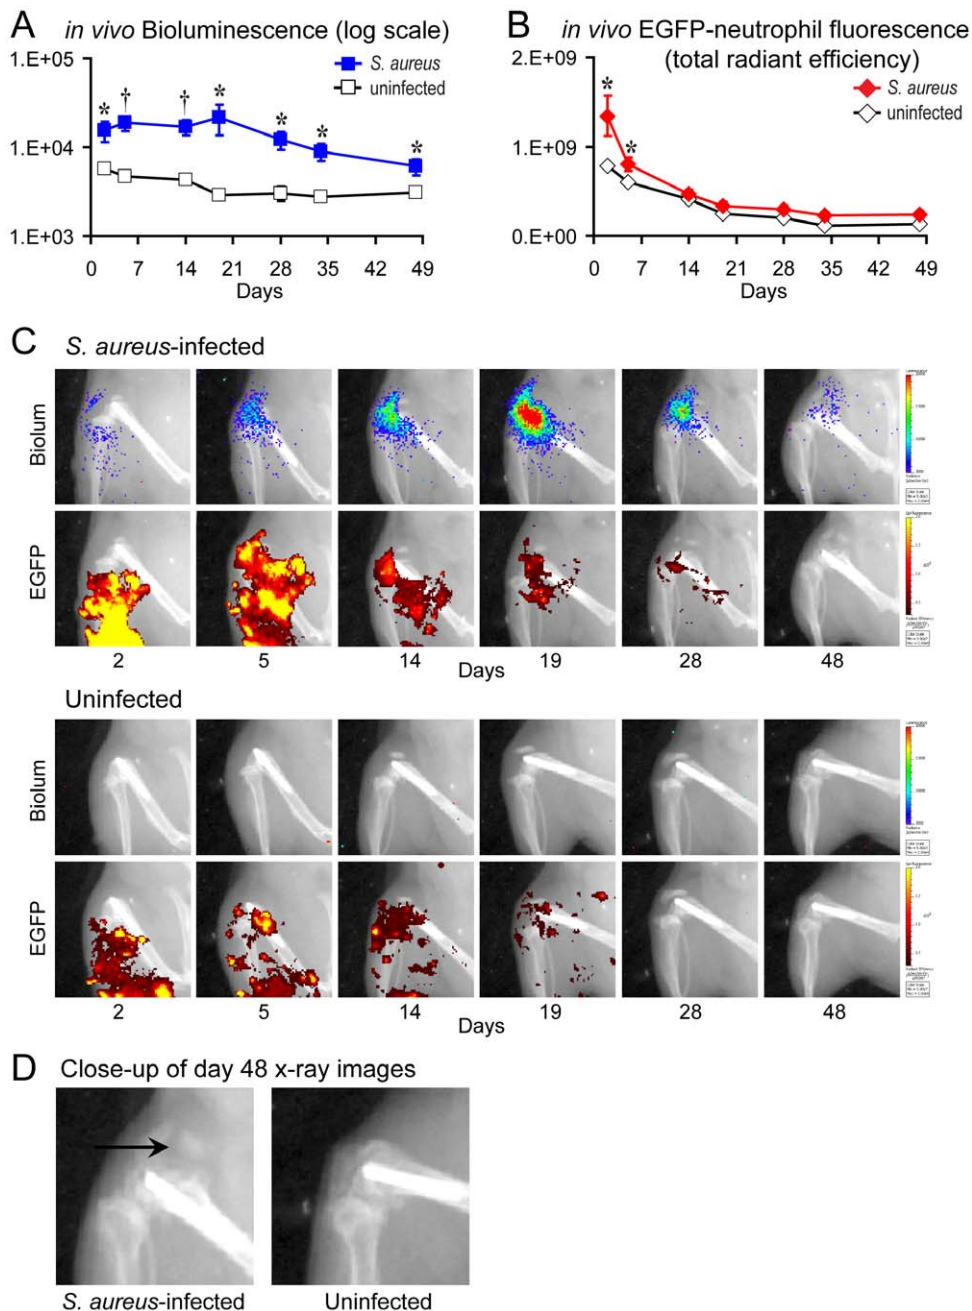 A
in vivo Bioluminescence (log scale)
1.E+05
1.E+04
1.E+03
* † † * * * *
S. aureus
uninfected
0 7 14 21 28 35 42 49
Days
B
in vivo EGFP-neutrophil fluorescence
(total radiant efficiency)
2.E+09
1.E+09
0.E+00
* *
S. aureus
uninfected
0 7 14 21 28 35 42 49
Days
C
S. aureus-infected
Biolum
EGFP
2 5 14 19 28 48
Days
Uninfected
Biolum
EGFP
2 5 14 19 28 48
Days
D
Close-up of day 48 x-ray images
S. aureus-infected
Uninfected